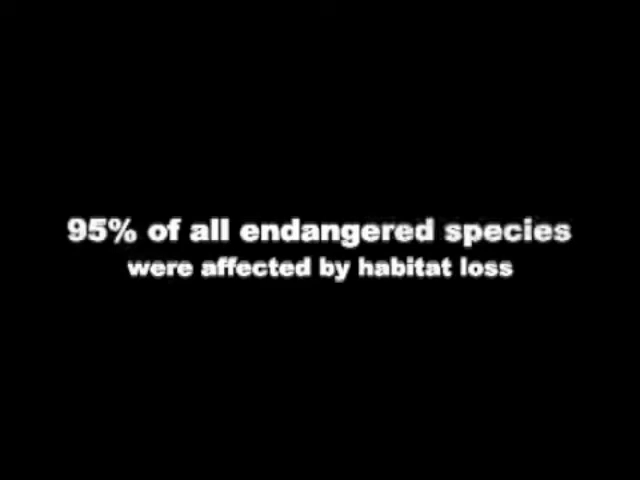 95% of all endangered species
were affected by habitat loss